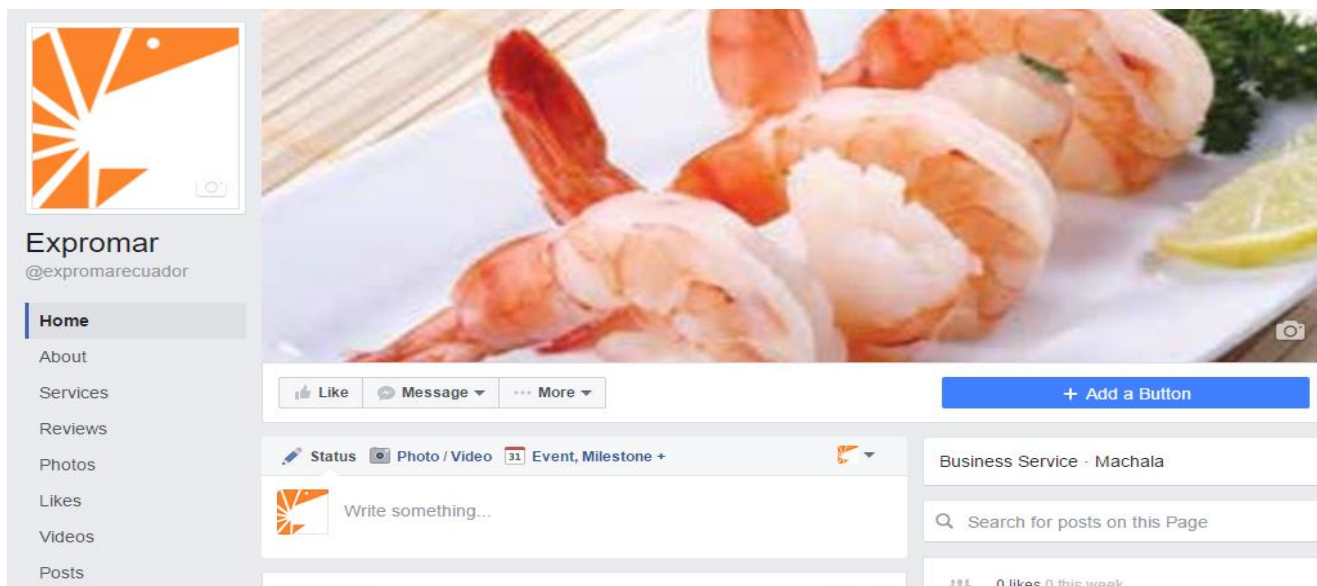 Expromar
@expromarecuador
Home
About
Services
Reviews
Photos
Likes
Videos
Posts
Like
Message
More
+ Add a Button
Status
Photo / Video
31
Event, Milestone +
Write something...
Business Service · Machala
Search for posts on this Page
0 likes 0 this week